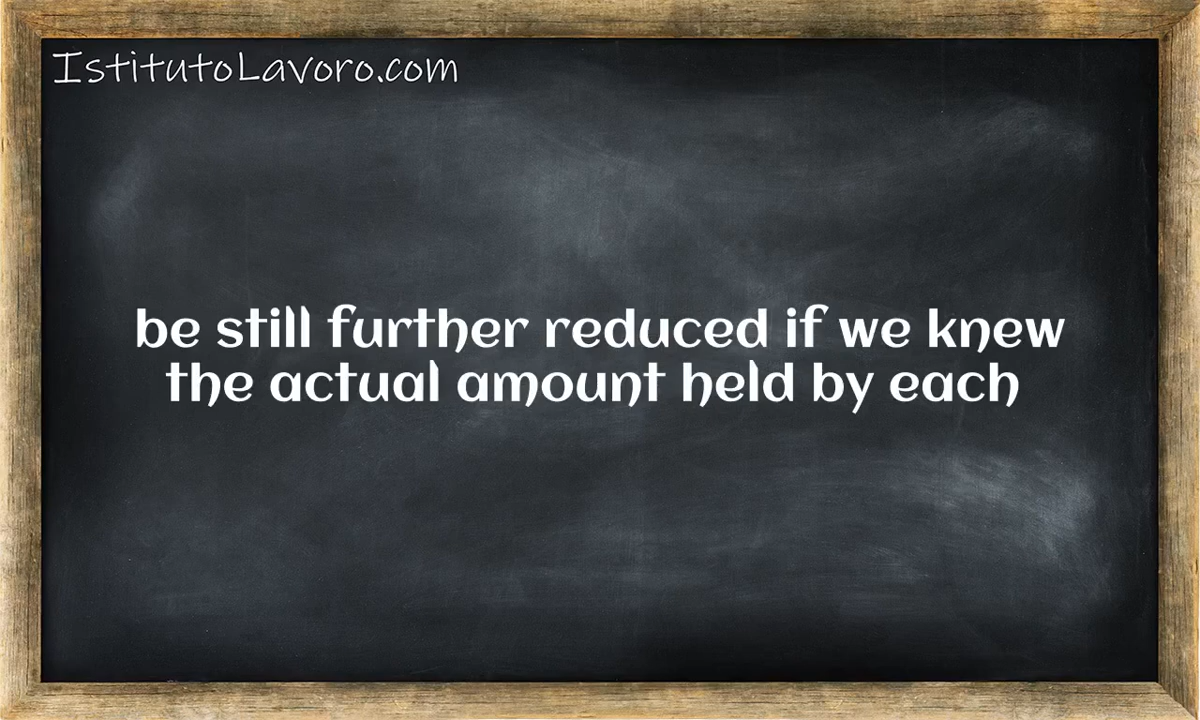 IstitutoLavoro.com
be still further reduced if we knew
the actual amount held by each